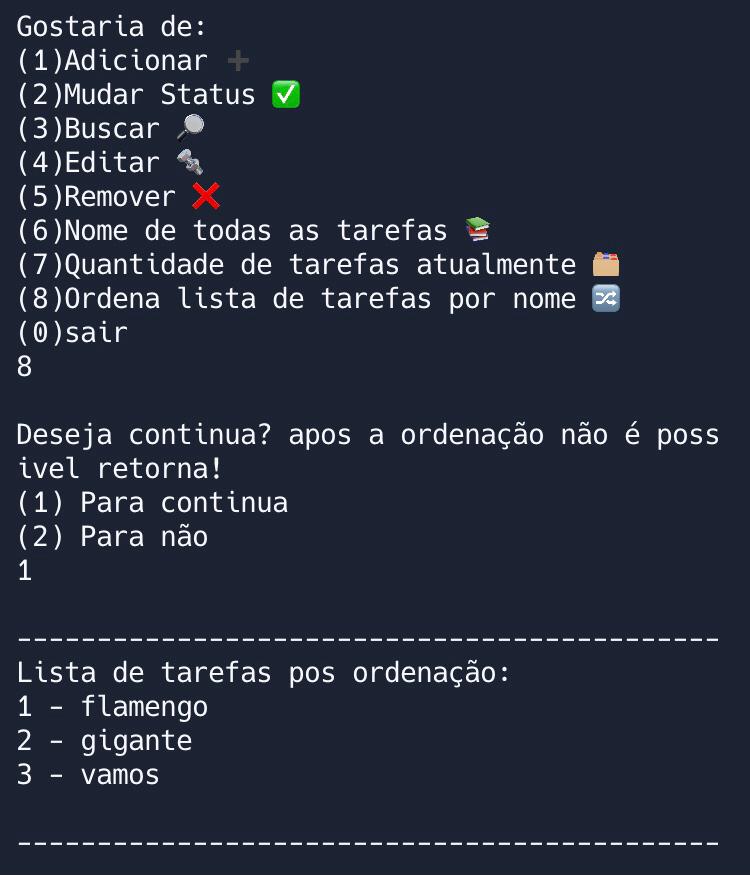 Gostaria de:
(1)Adicionar ➕
(2)Mudar Status ✅
(3)Buscar 🔎
(4)Editar 🔩
(5)Remover ❌
(6)Nome de todas as tarefas 📚
(7)Quantidade de tarefas atualmente 🗂️
(8)Ordena lista de tarefas por nome 🔀
(0)sair
8
Deseja continua? apos a ordenação não é poss
ivel retorna!
(1) Para continua
(2) Para não
1
--------------------------------------------
Lista de tarefas pos ordenação:
1 - flamengo
2 - gigante
3 - vamos
--------------------------------------------